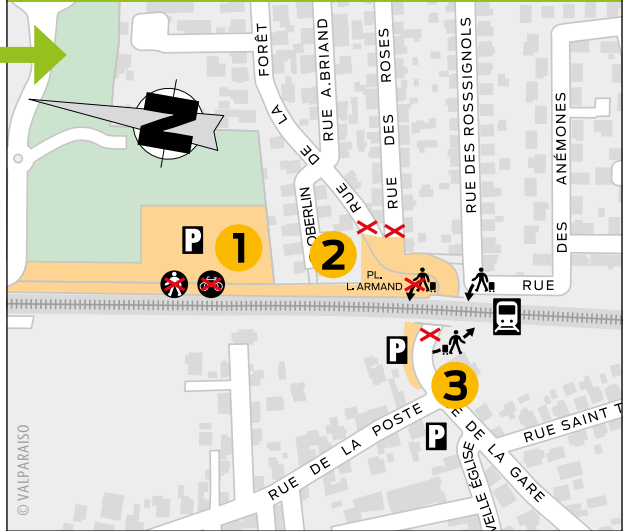 FORÊT
LA
DE
RUE
RUE A.BRIAND
RUE DES ROSES
RUE DES ROSSSIGNOLS
DES ANÉMONES
RUE
OBERLIN
N
P
1
2
PL.
L.ARMAND
P
3
P
RUE DE LA POSTE
E DE LA GARE
RUE SAINT T
VELLE ÉGLISE
© VALPARAISO